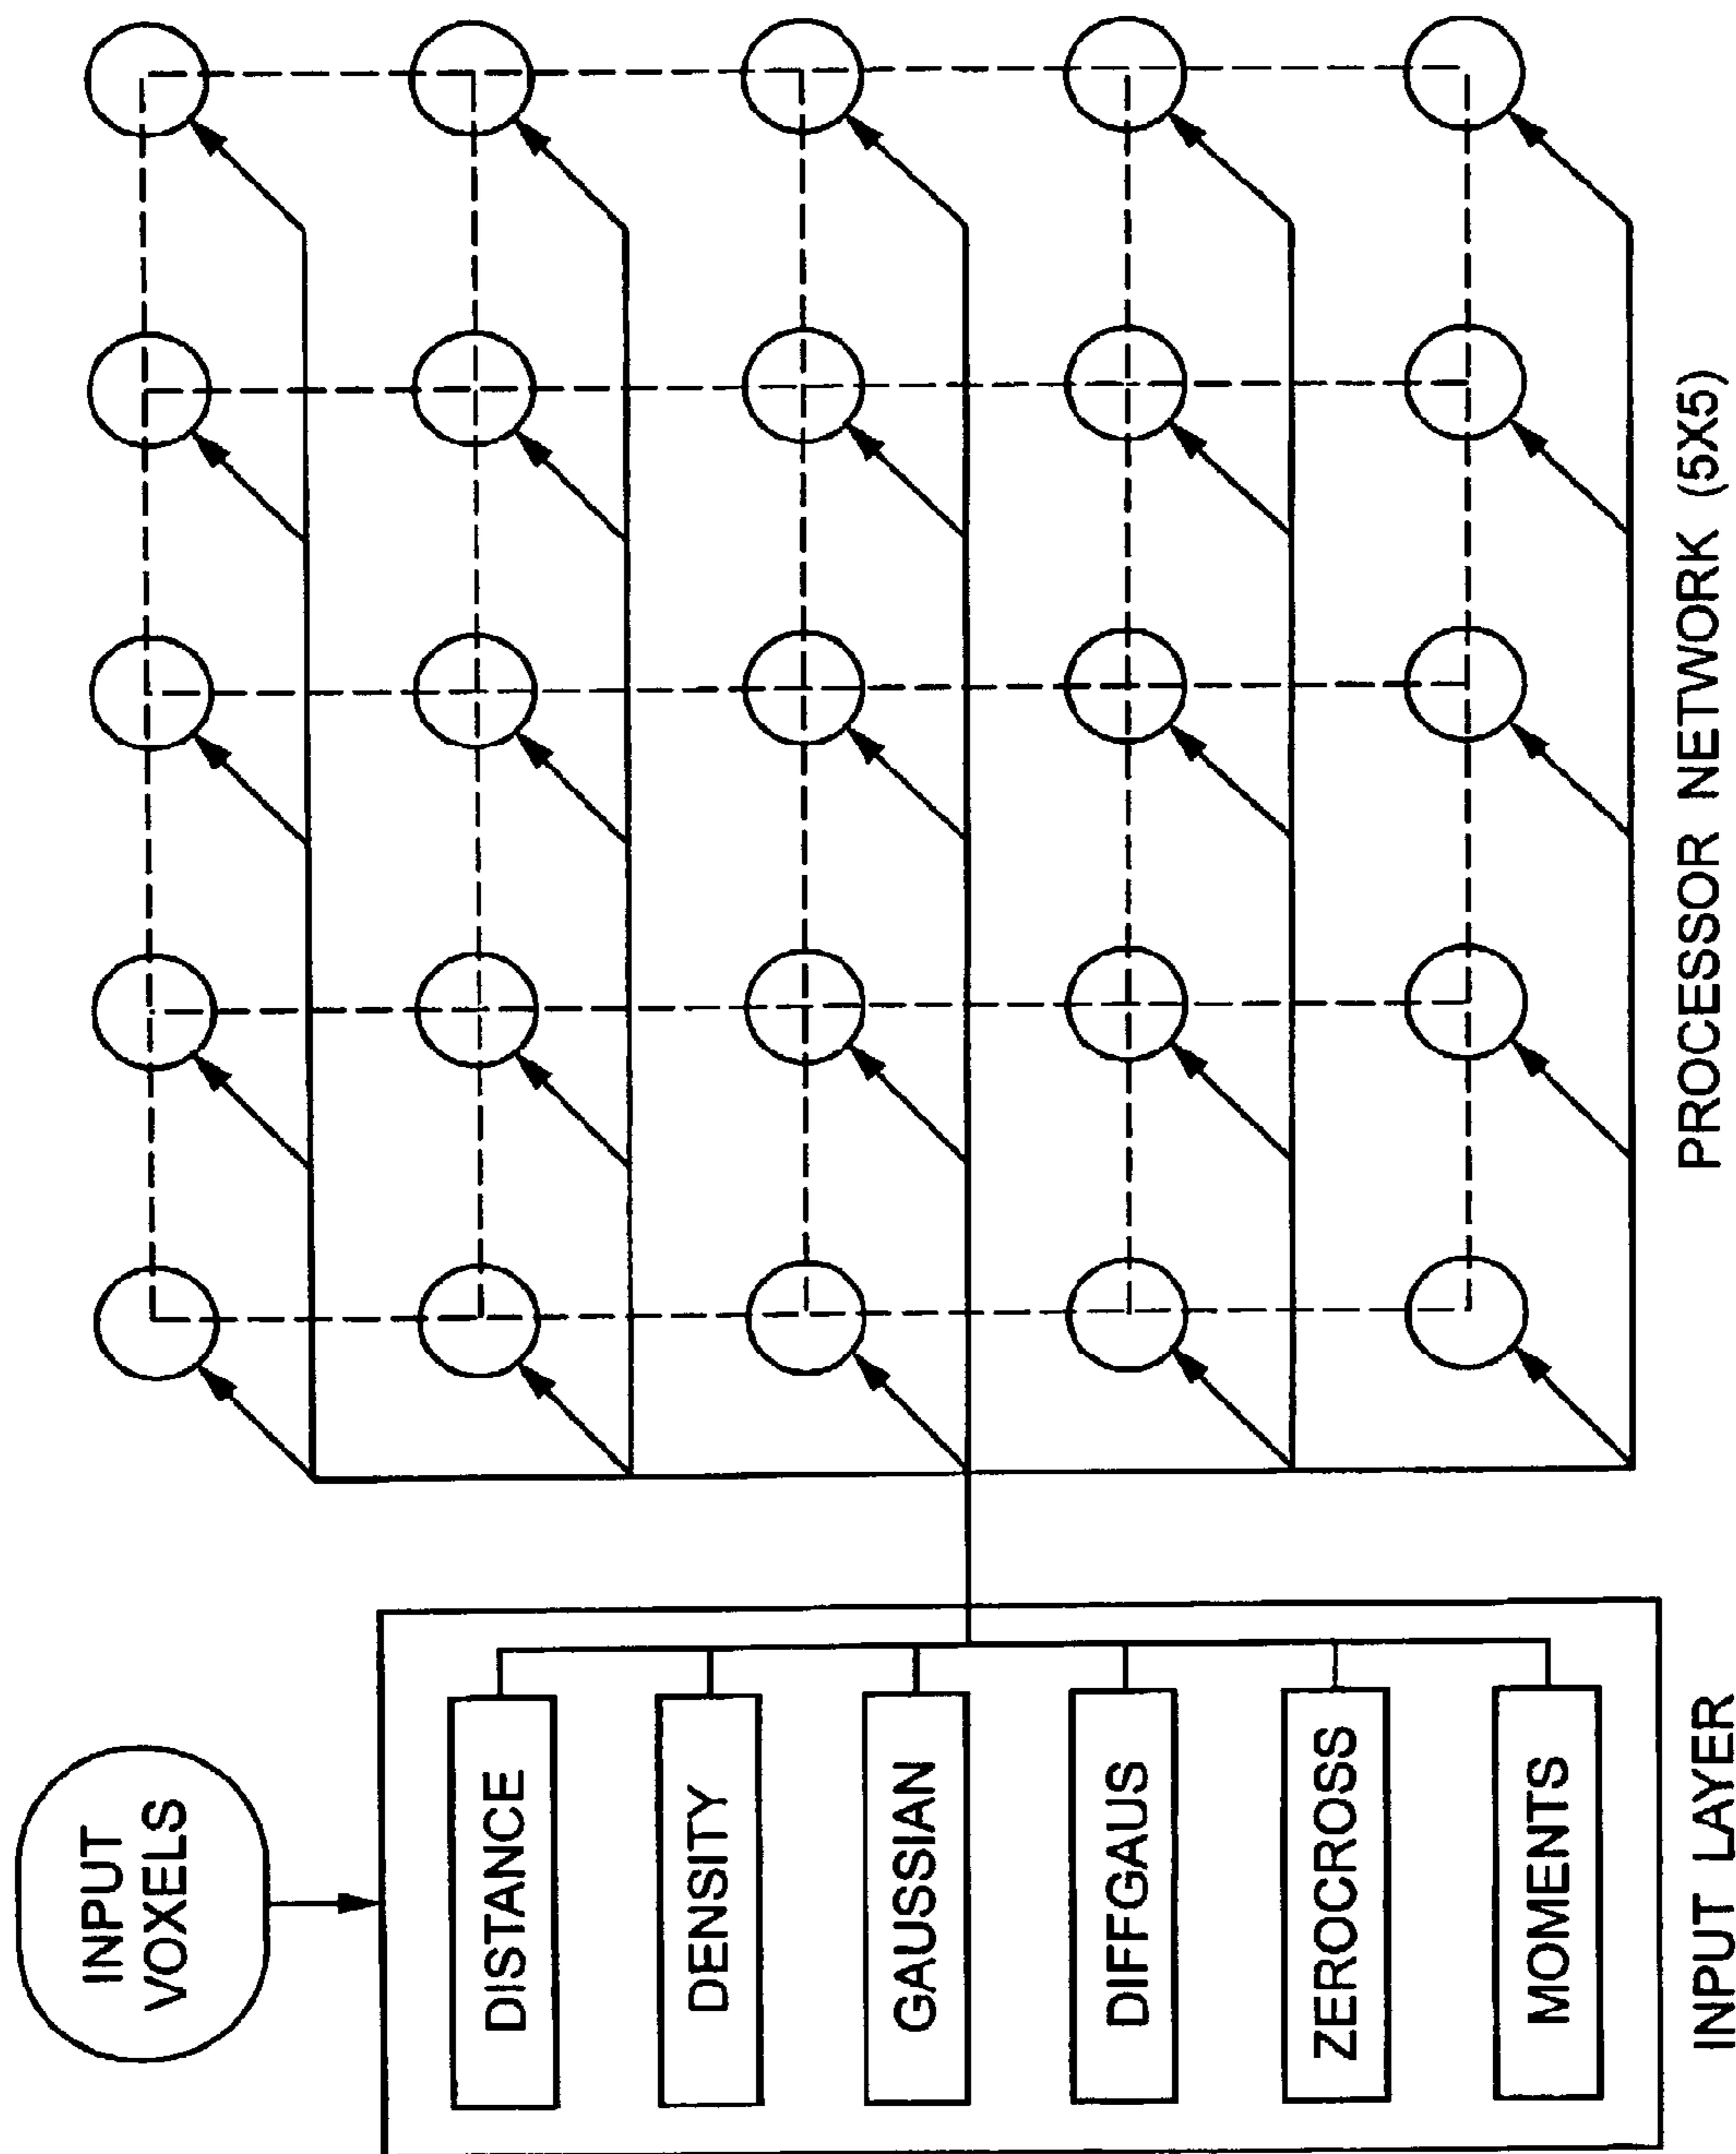 INPUT
VOXELS
DISTANCE
DENSITY
GAUSSIAN
DIFFGAUS
ZEROCROSS
MOMENTS
INPUT LAYER
PROCESSOR NETWORK (5X5)